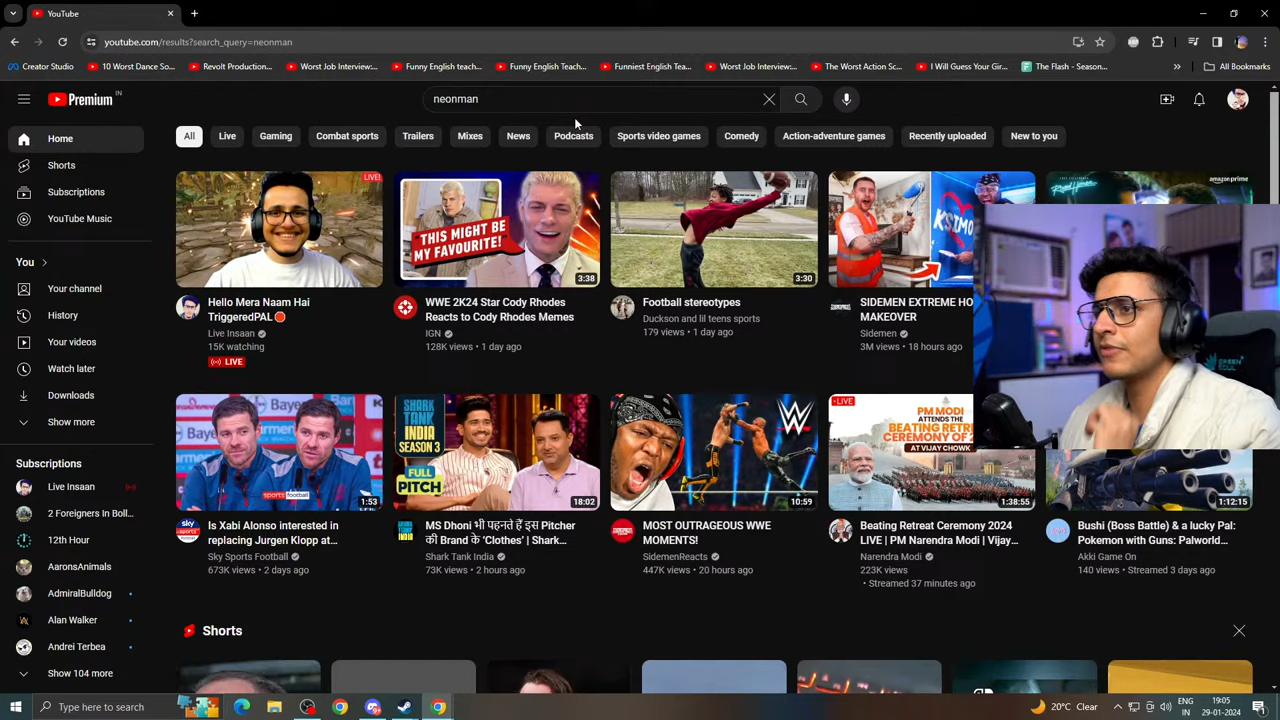 YouTube
youtube.com/results?search_query=neonman
Creator Studio
10 Worst Dance So...
Revolt Production...
Worst Job Interview:...
Funny English teach...
Funny English Teach...
Funniest English Tea...
Worst Job Interview:...
The Worst Action Sc...
I Will Guess Your Gir...
The Flash - Season...
All Bookmarks
Premium IN
neonman
Home
Shorts
Subscriptions
YouTube Music
You
Your channel
History
Your videos
Watch later
Downloads
Show more
Subscriptions
Live Insaan
2 Foreigners In Boll...
12th Hour
AaronsAnimals
AdmiralBulldog
Alan Walker
Andrei Terbea
Show 104 more
All
Live
Gaming
Combat sports
Trailers
Mixes
News
Podcasts
Sports video games
Comedy
Action-adventure games
Recently uploaded
New to you
LIVE!
Hello Mera Naam Hai
TriggeredPAL
Live Insaan
15K watching
LIVE
THIS MIGHT BE
MY FAVOURITE!
3:38
WWE 2K24 Star Cody Rhodes
Reacts to Cody Rhodes Memes
IGN
128K views • 1 day ago
3:30
Football stereotypes
Duckson and lil teens sports
179 views • 1 day ago
KSIMO
SIDEMEN EXTREME HO
MAKEOVER
Sidemen
3M views • 18 hours ago
amazon prime
GREEN
SOUL
Baye
sky sports football
1:53
Is Xabi Alonso interested in
replacing Jurgen Klopp at...
Sky Sports Football
673K views • 2 days ago
SHARK
TANK
INDIA
SEASON 3
FULL
PITCH
18:02
MS Dhoni भी पहनते हैं इस Pitcher
की Brand के ‘Clothes’ | Shark...
Shark Tank India
73K views • 2 hours ago
W
10:59
MOST OUTRAGEOUS WWE
MOMENTS!
SidemenReacts
447K views • 20 hours ago
LIVE
PM MODI
ATTENDS THE
BEATING RETRE
CEREMONY OF 2
AT VIJAY CHOWK
1:38:55
Beating Retreat Ceremony 2024
LIVE | PM Narendra Modi | Vijay...
Narendra Modi
223K views
• Streamed 37 minutes ago
1:12:15
Bushi (Boss Battle) & a lucky Pal:
Pokemon with Guns: Palworld...
Akki Game On
140 views • Streamed 3 days ago
Shorts
Type here to search
20°C Clear
ENG
IN
19:05
29-01-2024